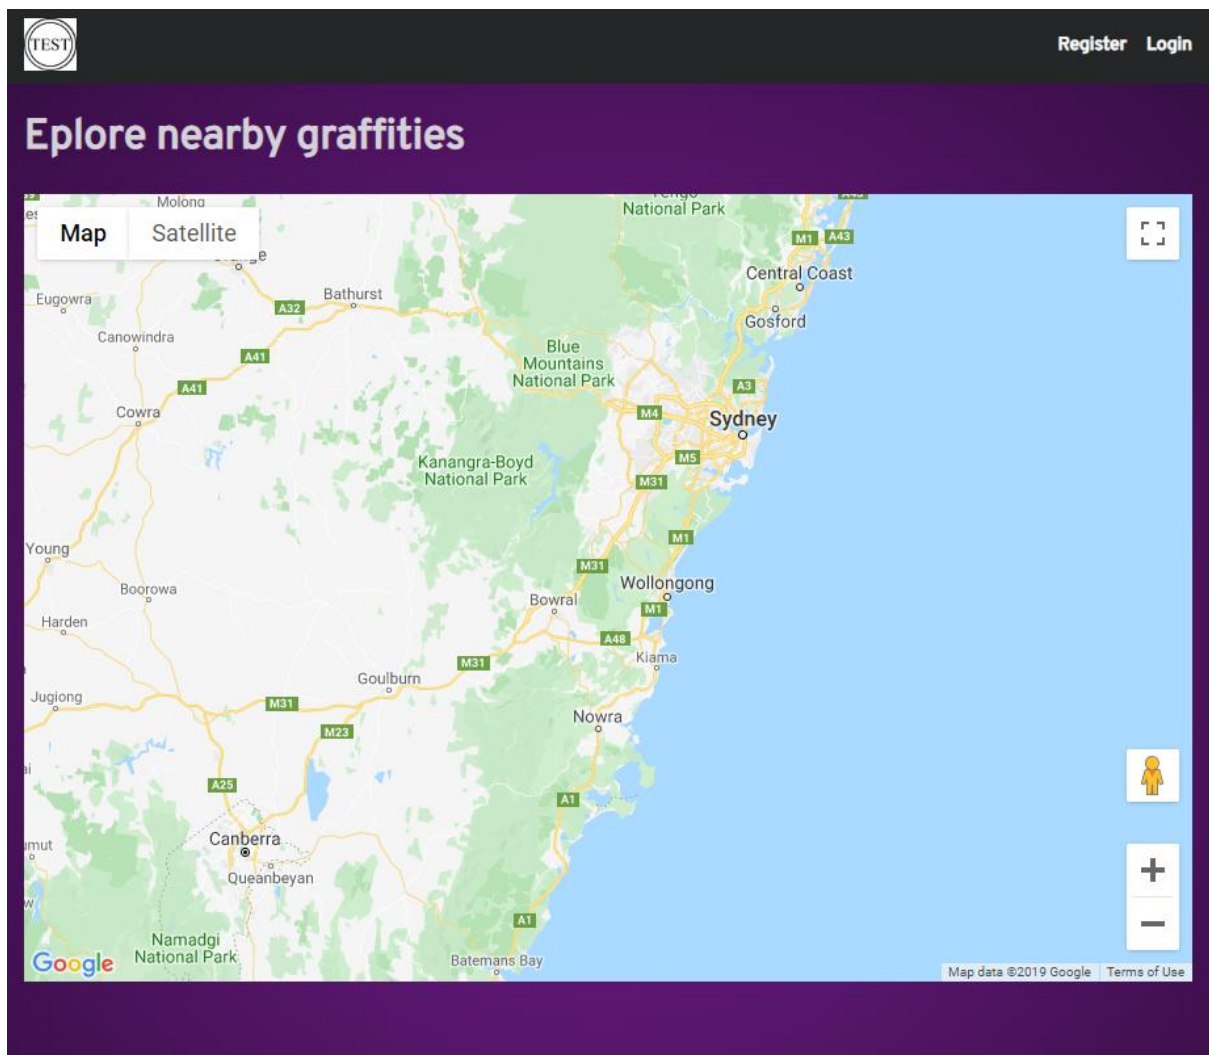 TEST
Register Login
Eplore nearby graffities
Molong
National Park
Map Satellite
M1 A43
Central Coast
Eugowra
Bathurst
A32
Gosford
Canowindra
Blue
Mountains
National Park
A41
A3
A41
Cowra
M4
Sydney
M5
Kanangra-Boyd
National Park
M31
M1
Young
M31
Wollongong
Boorowa
Bowral
M1
Harden
A48
Kiama
M31
Goulburn
Jugiong
M31
Nowra
M23
A25
A1
Canberra
Queanbeyan
A1
Namadgi
National Park
Google
Batemans Bay
Map data ©2019 Google Terms of Use